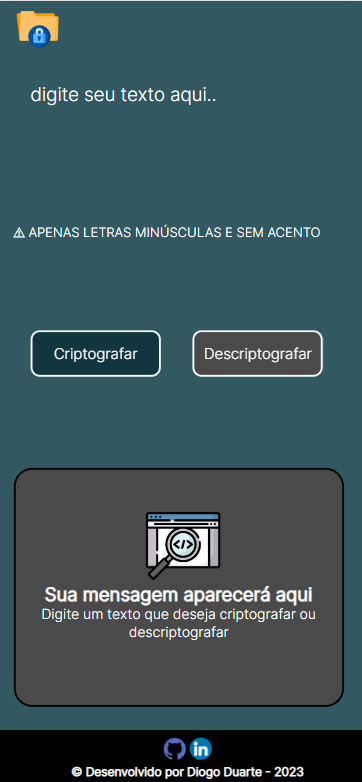 digite seu texto aqui..
⚠ APENAS LETRAS MINÚSCULAS E SEM ACENTO
Criptografar
Descriptografar
</>
Sua mensagem aparecerá aqui
Digite um texto que deseja criptografar ou
descriptografar
in
© Desenvolvido por Diogo Duarte - 2023